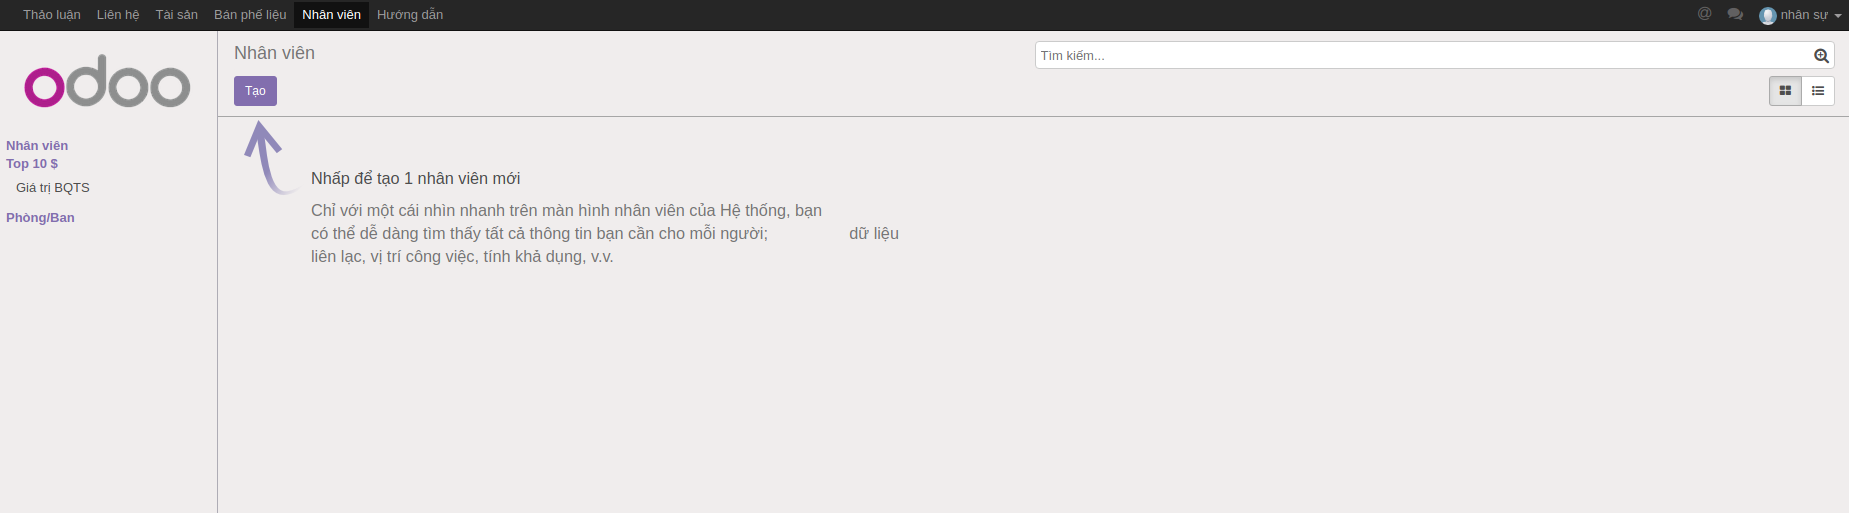 Thảo luận Liên hệ Tài sản Bán phế liệu Nhân viên Hướng dẫn @ nhân sự
odoo
Nhân viên
Tìm kiếm...
Tạo
Nhân viên
Top 10 $
Giá trị BQTS
Phòng/Ban
Nhấp để tạo 1 nhân viên mới
Chỉ với một cái nhìn nhanh trên màn hình nhân viên của Hệ thống, bạn
có thể dễ dàng tìm thấy tất cả thông tin bạn cần cho mỗi người; dữ liệu
liên lạc, vị trí công việc, tính khả dụng, v.v.